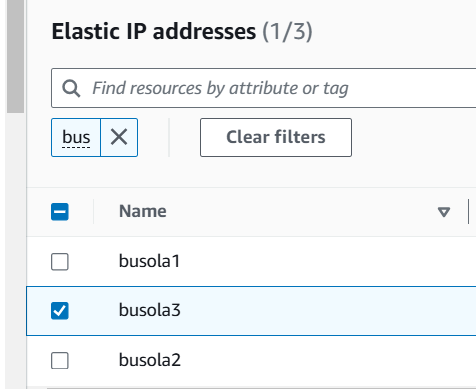 Elastic IP addresses (1/3)
Find resources by attribute or tag
bus
Clear filters
Name
busola1
busola3
busola2